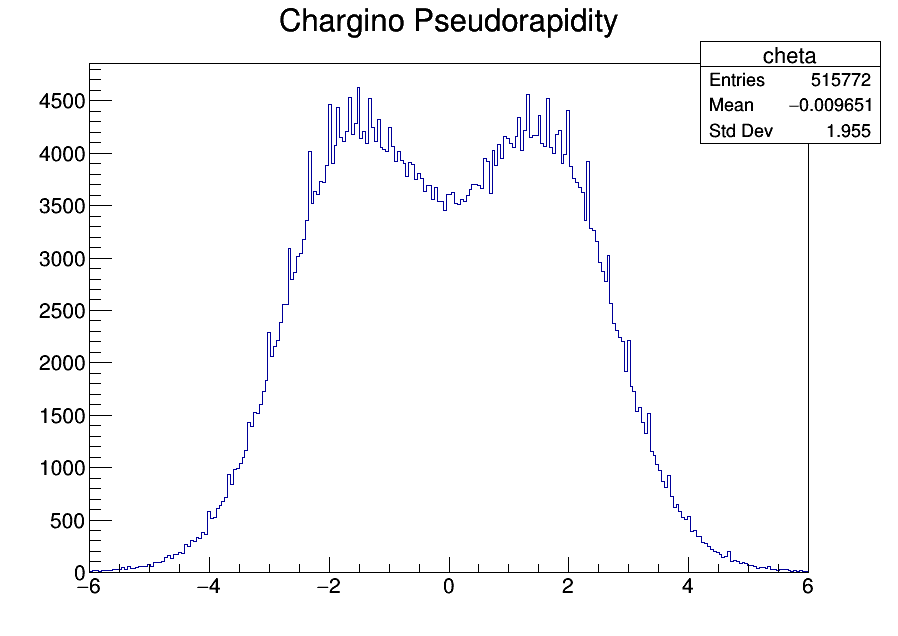 Chargino Pseudorapidity
cheta
Entries 515772
Mean −0.009651
Std Dev 1.955
4500
4000
3500
3000
2500
2000
1500
1000
500
0
−6 −4 −2 0 2 4 6